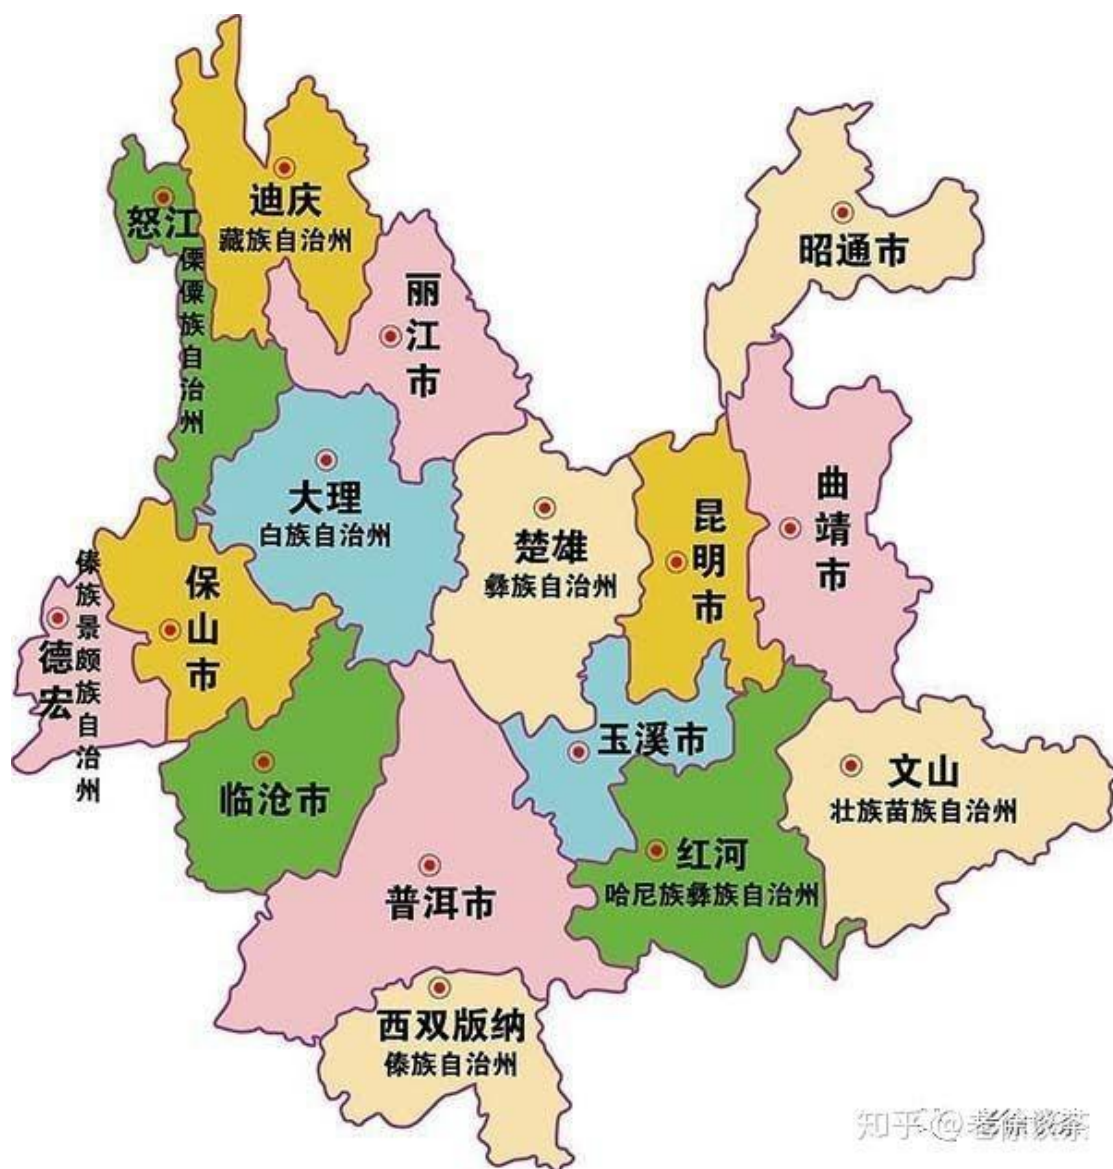 迪庆
藏族自治州
怒江
傈僳族自治州
丽江市
昭通市
大理
白族自治州
楚雄
彝族自治州
昆明市
曲靖市
保山市
德宏
傣族景颇族自治州
临沧市
玉溪市
文山
壮族苗族自治州
红河
哈尼族彝族自治州
普洱市
西双版纳
傣族自治州
知乎 @老徐谈茶